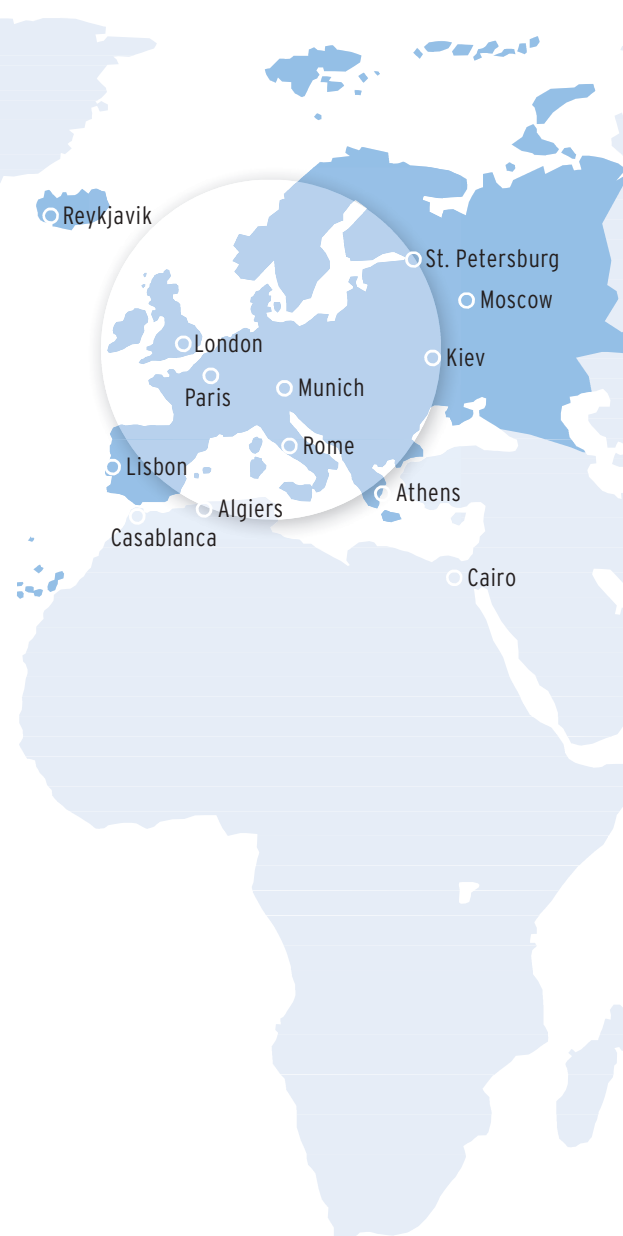 Reykjavik
St. Petersburg
Moscow
London
Kiev
Munich
Paris
Rome
Lisbon
Athens
Algiers
Casablanca
Cairo